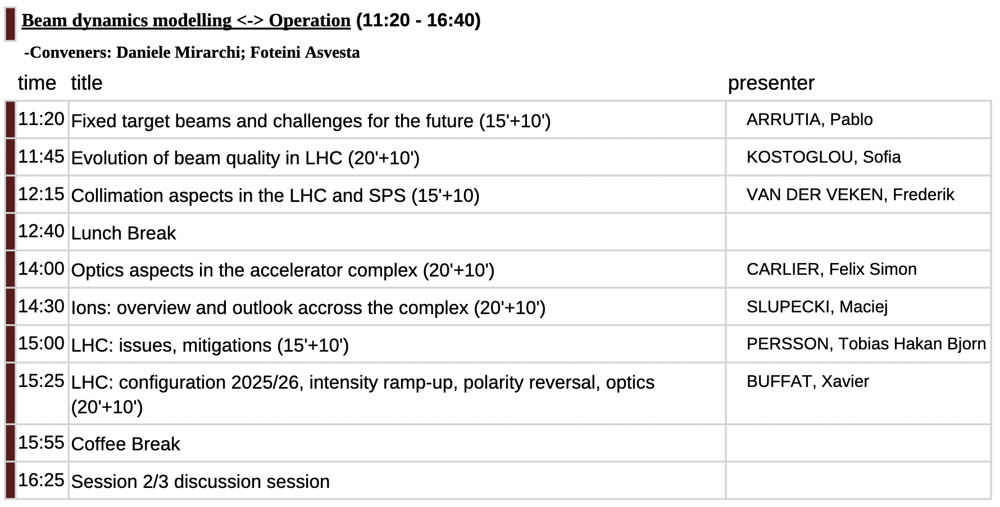 Beam dynamics modelling <-> Operation (11:20 - 16:40)
-Conveners: Daniele Mirarchi; Foteini Asvesta
time title presenter
11:20 Fixed target beams and challenges for the future (15'+10') ARRUTIA, Pablo
11:45 Evolution of beam quality in LHC (20'+10') KOSTOGLOU, Sofia
12:15 Collimation aspects in the LHC and SPS (15'+10) VAN DER VEKEN, Frederik
12:40 Lunch Break
14:00 Optics aspects in the accelerator complex (20'+10') CARLIER, Felix Simon
14:30 Ions: overview and outlook accross the complex (20'+10') SLUPECKI, Maciej
15:00 LHC: issues, mitigations (15'+10') PERSSON, Tobias Hakan Bjorn
15:25 LHC: configuration 2025/26, intensity ramp-up, polarity reversal, optics BUFFAT, Xavier
(20'+10')
15:55 Coffee Break
16:25 Session 2/3 discussion session